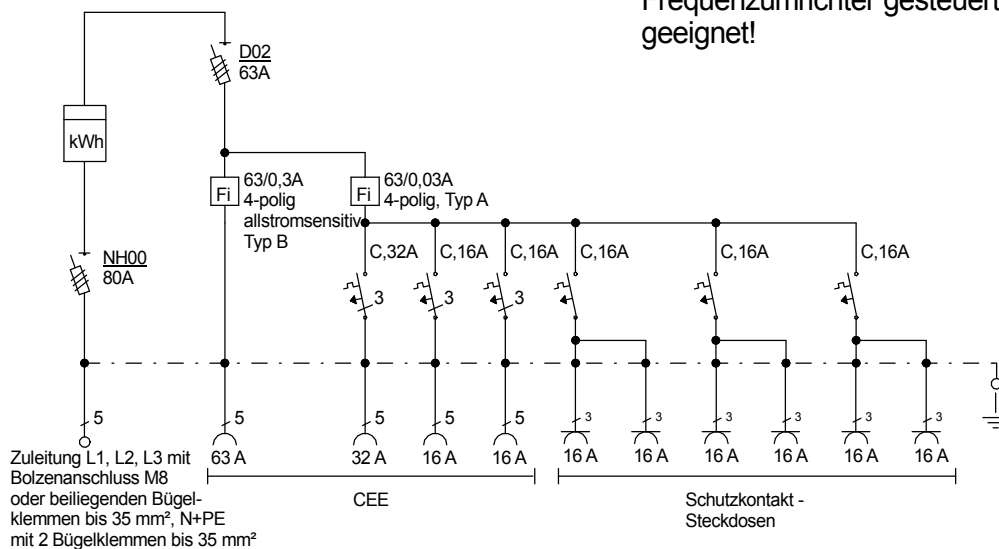 Frequenzumrichter gesteuert
geeignet!
D02
63A
kWh
NH00
80A
Fi
63/0,3A
4-polig
allstromsensitiv
Typ B
Fi
63/0,03A
4-polig, Typ A
C,32A
C,16A
C,16A
C,16A
C,16A
C,16A
3
3
3
5
5
5
5
5
3
3
3
3
3
3
63 A
32 A
16 A
16 A
16 A
16 A
16 A
16 A
16 A
16 A
Zuleitung L1, L2, L3 mit
Bolzenanschluss M8
oder beiliegenden Bügel-
klemmen bis 35 mm², N+PE
mit 2 Bügelklemmen bis 35 mm²
CEE
Schutzkontakt -
Steckdosen